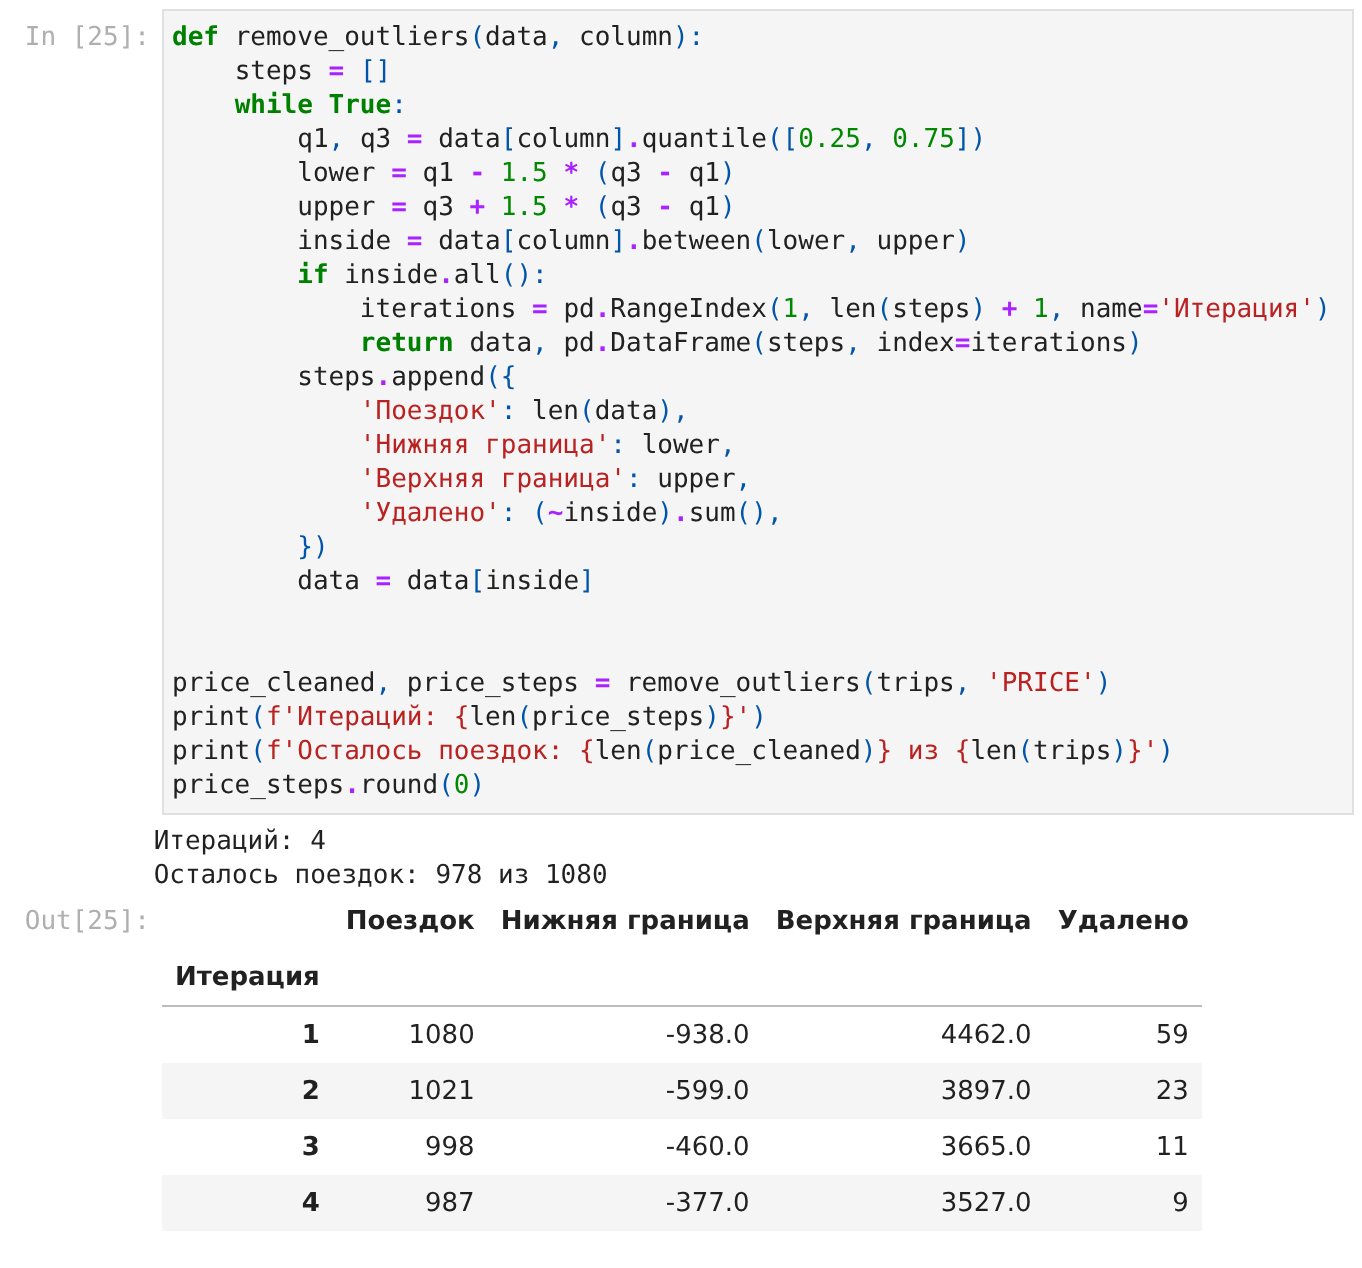 In [25]: def remove_outliers(data, column):
    steps = []
    while True:
        q1, q3 = data[column].quantile([0.25, 0.75])
        lower = q1 - 1.5 * (q3 - q1)
        upper = q3 + 1.5 * (q3 - q1)
        inside = data[column].between(lower, upper)
        if inside.all():
            iterations = pd.RangeIndex(1, len(steps) + 1, name='Итерация')
            return data, pd.DataFrame(steps, index=iterations)
        steps.append({
            'Поездок': len(data),
            'Нижняя граница': lower,
            'Верхняя граница': upper,
            'Удалено': (~inside).sum(),
        })
        data = data[inside]
price_cleaned, price_steps = remove_outliers(trips, 'PRICE')
print(f'Итераций: {len(price_steps)}')
print(f'Осталось поездок: {len(price_cleaned)} из {len(trips)}')
price_steps.round(0)
Итераций: 4
Осталось поездок: 978 из 1080
Out[25]: Поездок Нижняя граница Верхняя граница Удалено
Итерация
1 1080 -938.0 4462.0 59
2 1021 -599.0 3897.0 23
3 998 -460.0 3665.0 11
4 987 -377.0 3527.0 9